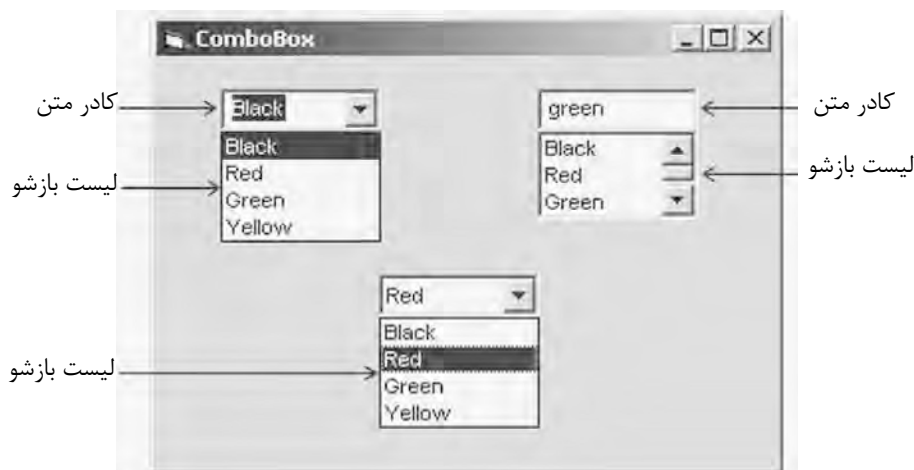 ComboBox
کادر متن
Black
کادر متن
green
لیست بازشو
Black
Red
Green
Yellow
لیست بازشو
Black
Red
Green
Red
لیست بازشو
Black
Red
Green
Yellow